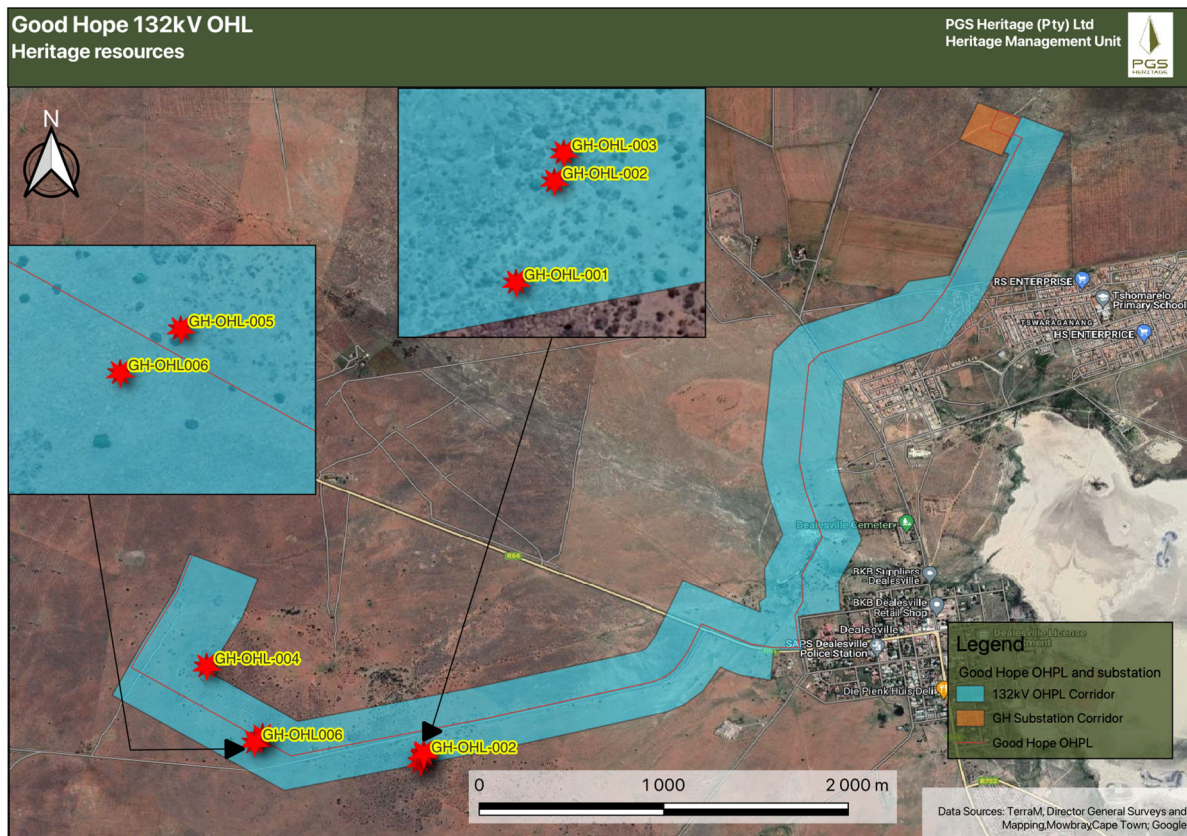 Good Hope 132kV OHL
Heritage resources
PGS Heritage (Pty) Ltd
Heritage Management Unit
PGS
HERITAGE
N
GH-OHL-003
GH-OHL-002
GH-OHL-001
GH-OHL-005
GH-OHL006
RS ENTERPRISE
Tshomarelo
Primary School
TSWARAGANANG
HS ENTERPRICE
Dealesville Cemetery
R64
BKB Suppliers
- Dealesville
BKB Dealesville
Retail Shop
Dealesville
SAPS Dealesville
Police Station
Die Pienk Huis Deli
Dealesville License
GH-OHL-004
GH-OHL006
GH-OHL-002
Legend
Good Hope OHPL and substation
132kV OHPL Corridor
GH Substation Corridor
Good Hope OHPL
R703
0
1 000
2 000 m
Data Sources: TerraM, Director General Surveys and
Mapping,Mowbray,Cape Town; Google